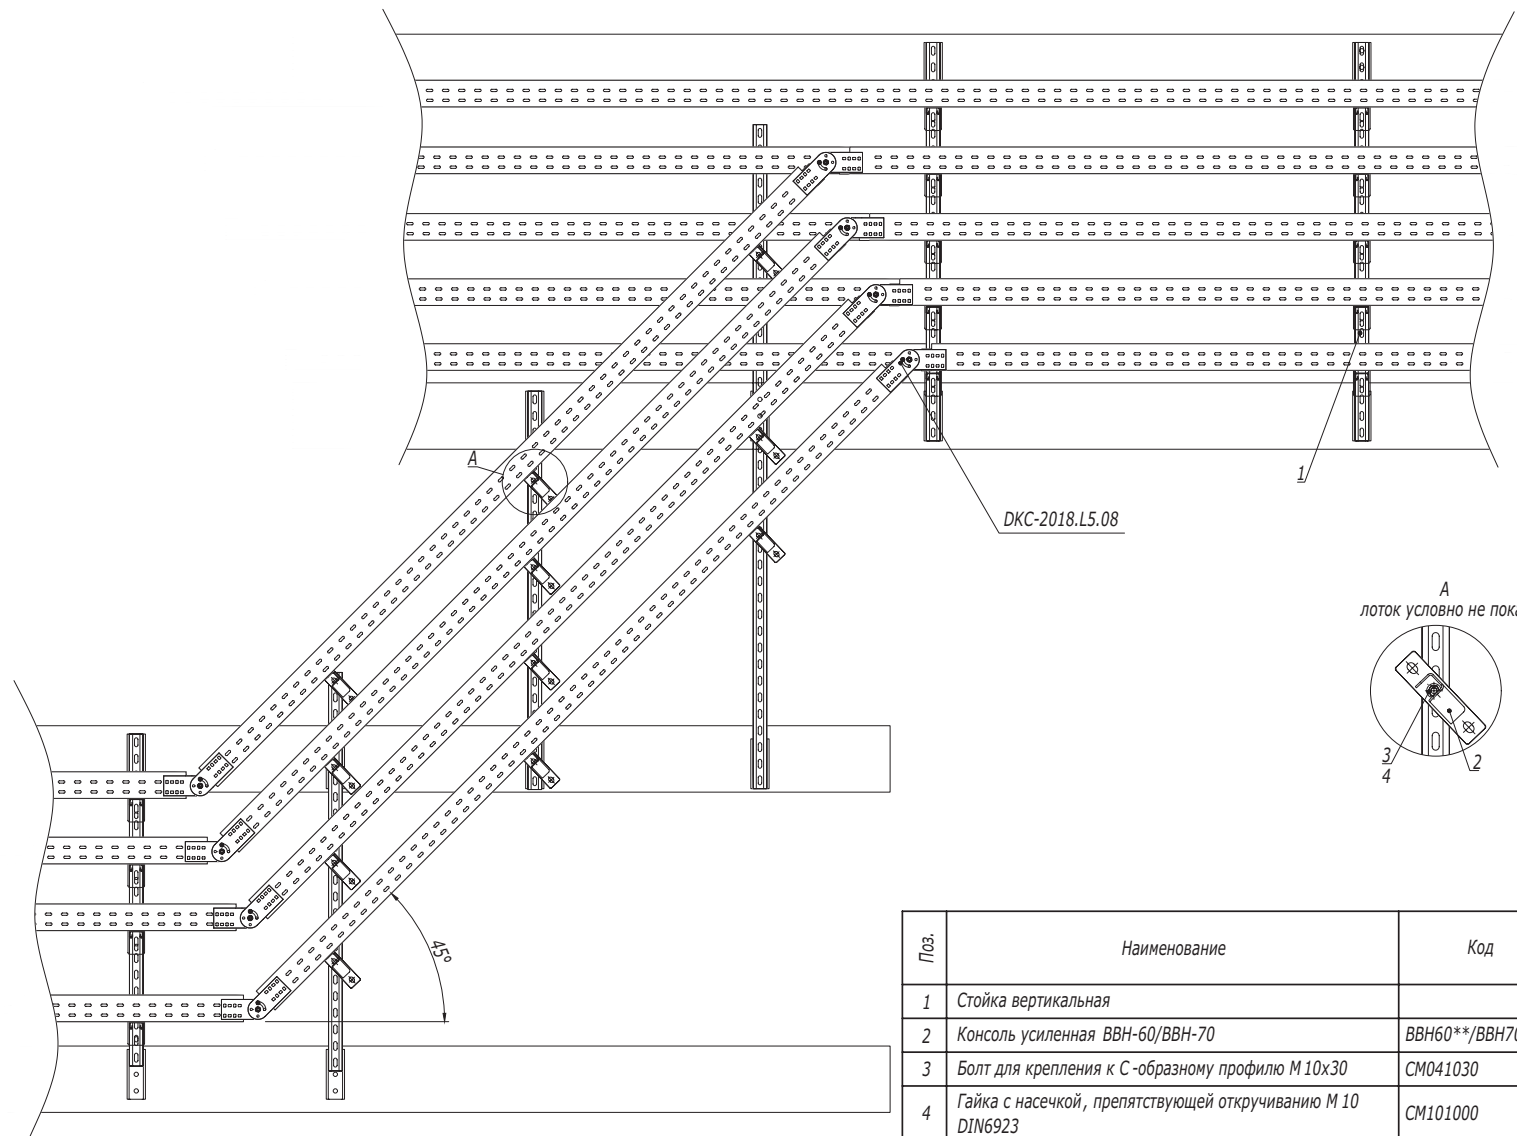 A
1
DKC-2018.L5.08
A
лоток условно не пока
3
4
2
45°
Поз.
Наименование
Код
1
Стойка вертикальная
2
Консоль усиленная BBH-60/BBH-70
BBH60**/BBH70
3
Болт для крепления к С-образному профилю М10х30
CM041030
4
Гайка с насечкой, препятствующей откручиванию М10
DIN6923
CM101000